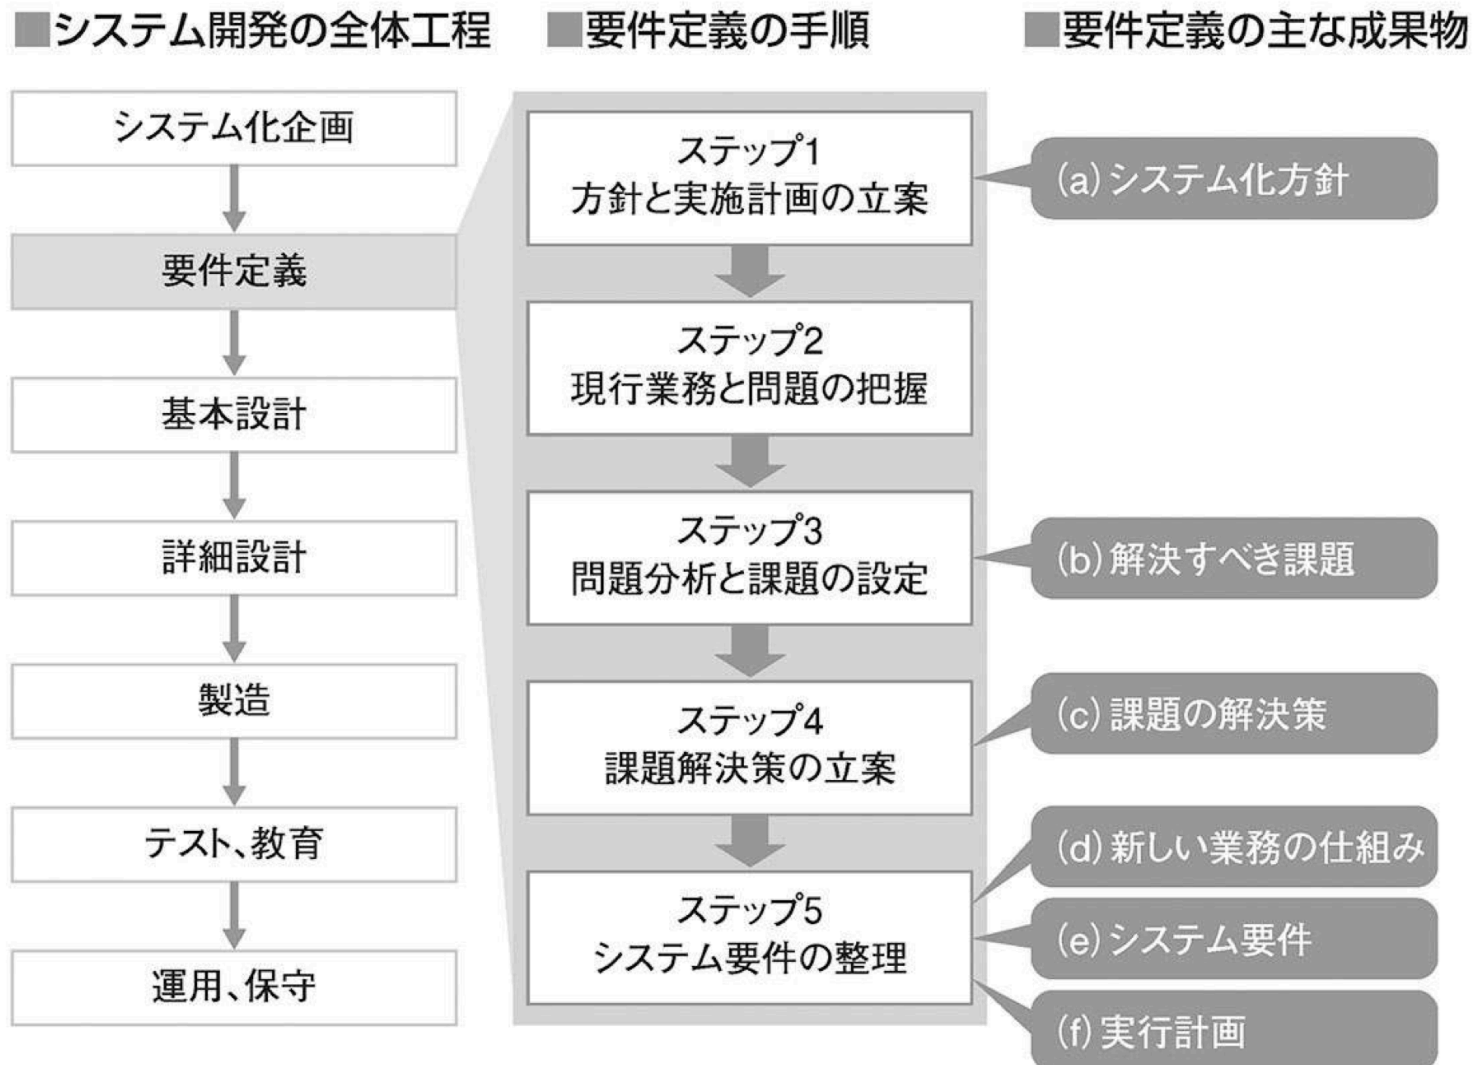 ■システム開発の全体工程
システム化企画
要件定義
基本設計
詳細設計
製造
テスト、教育
運用、保守
■要件定義の手順
ステップ1
方針と実施計画の立案
ステップ2
現行業務と問題の把握
ステップ3
問題分析と課題の設定
ステップ4
課題解決策の立案
ステップ5
システム要件の整理
■要件定義の主な成果物
(a)システム化方針
(b)解決すべき課題
(c)課題の解決策
(d)新しい業務の仕組み
(e)システム要件
(f)実行計画